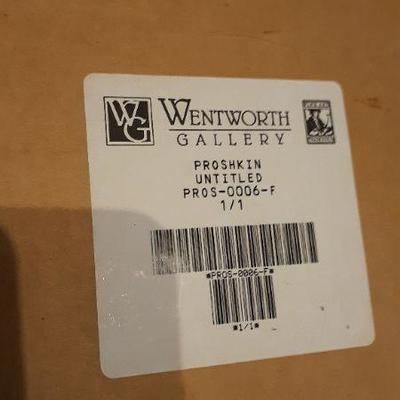 WG WENTWORTH
GALLERY
PROSHKIN
UNTITLED
PROS-0006-F
1/1
*PROS-0006-F*
*1/1*